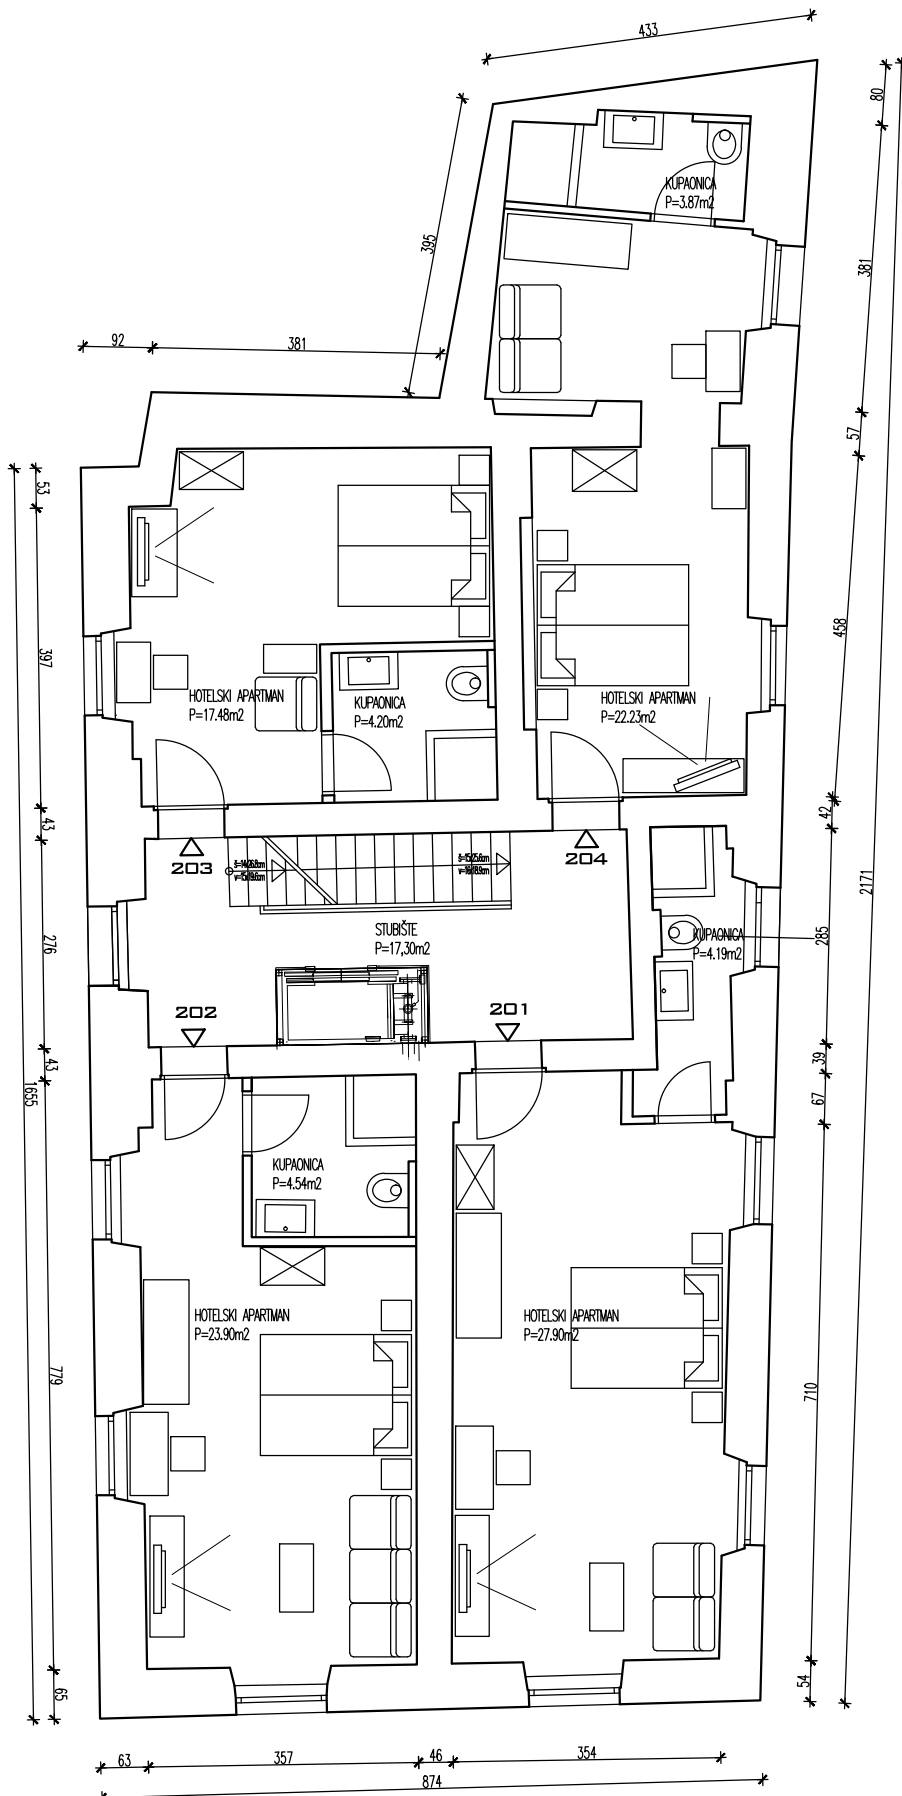 433
80
KUPAONICA
P=3.87m2
395
381
92
381
57
53
458
397
HOTELSKI APARTMAN
P=17.48m2
KUPAONICA
P=4.20m2
HOTELSKI APARTMAN
P=22.23m2
43
42
203
204
2171
STUBIŠTE
P=17,30m2
KUPAONICA
P=4.19m2
285
276
202
201
43
39
1655
67
KUPAONICA
P=4.54m2
HOTELSKI APARTMAN
P=23.90m2
HOTELSKI APARTMAN
P=27.90m2
779
710
65
54
63
357
46
354
874